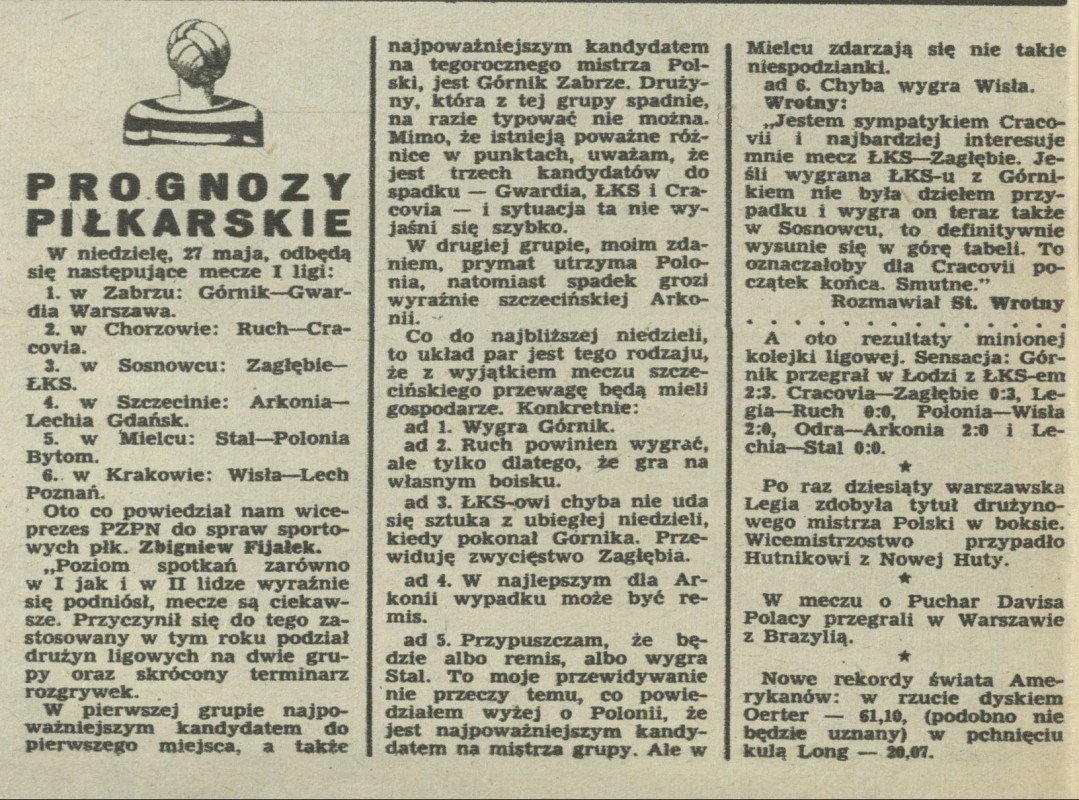 PROGNOZY
PIŁKARSKIE
W niedzielę, 27 maja, odbędą
się następujące mecze I ligi:
1. w Zabrzu: Górnik—Gwar-
dia Warszawa.
2. w Chorzowie: Ruch—Cra-
covia.
3. w Sosnowcu: Zagłębie—
ŁKS.
4. w Szczecinie: Arkonia—
Lechia Gdańsk.
5. w Mielcu: Stal—Polonia
Bytom.
6. w Krakowie: Wisła—Lech
Poznań.
Oto co powiedział nam wice-
prezes PZPN do spraw sporto-
wych płk. Zbigniew Fijałek.
„Poziom spotkań zarówno
w I jak i w II lidze wyraźnie
się podniósł, mecze są ciekaw-
sze. Przyczynił się do tego za-
stosowany w tym roku podział
drużyn ligowych na dwie gru-
py oraz skrócony terminarz
rozgrywek.
W pierwszej grupie najpo-
ważniejszym kandydatem do
pierwszego miejsca, a także
najpoważniejszym kandydatem
na tegorocznego mistrza Pol-
ski, jest Górnik Zabrze. Druży-
ny, która z tej grupy spadnie,
na razie typować nie można.
Mimo, że istnieją poważne róż-
nice w punktach, uważam, że
jest trzech kandydatów do
spadku — Gwardia, ŁKS i Cra-
covia — i sytuacja ta nie wy-
jaśni się szybko.
W drugiej grupie, moim zda-
niem, prymat utrzyma Polo-
nia, natomiast spadek grozi
wyraźnie szczecińskiej Arko-
nii.
Co do najbliższej niedzieli,
to układ par jest tego rodzaju,
że z wyjątkiem meczu szcze-
cińskiego przewagę będą mieli
gospodarze. Konkretnie:
ad 1. Wygra Górnik.
ad 2. Ruch powinien wygrać,
ale tylko dlatego, że gra na
własnym boisku.
ad 3. ŁKS-owi chyba nie uda
się sztuka z ubiegłej niedzieli,
kiedy pokonał Górnika. Prze-
widuję zwycięstwo Zagłębia.
ad 4. W najlepszym dla Ar-
konii wypadku może być re-
mis.
ad 5. Przypuszczam, że bę-
dzie albo remis, albo wygra
Stal. To moje przewidywanie
nie przeczy temu, co powie-
działem wyżej o Polonii, że
jest najpoważniejszym kandy-
datem na mistrza grupy. Ale w
Mielcu zdarzają się nie takie
niespodzianki.
ad 6. Chyba wygra Wisła.
Wrotny:
„Jestem sympatykiem Craco-
vii i najbardziej interesuje
mnie mecz ŁKS—Zagłębie. Je-
śli wygrana ŁKS-u z Górni-
kiem nie była dziełem przy-
padku i wygra on teraz także
w Sosnowcu, to definitywnie
wysunie się w górę tabeli. To
oznaczałoby dla Cracovii po-
czątek końca. Smutne.”
Rozmawiał St. Wrotny
. . . . . . . . . . . . . . . .
A oto rezultaty minionej
kolejki ligowej. Sensacja: Gór-
nik przegrał w Łodzi z ŁKS-em
2:3. Cracovia—Zagłębie 0:3, Le-
gia—Ruch 0:0, Polonia—Wisła
2:0, Odra—Arkonia 2:0 i Le-
chia—Stal 0:0.
★
Po raz dziesiąty warszawska
Legia zdobyła tytuł drużyno-
wego mistrza Polski w boksie.
Wicemistrzostwo przypadło
Hutnikowi z Nowej Huty.
★
W meczu o Puchar Davisa
Polacy przegrali w Warszawie
z Brazylią.
★
Nowe rekordy świata Ame-
rykanów: w rzucie dyskiem
Oerter — 61,10, (podobno nie
będzie uznany) w pchnięciu
kulą Long — 20,07.